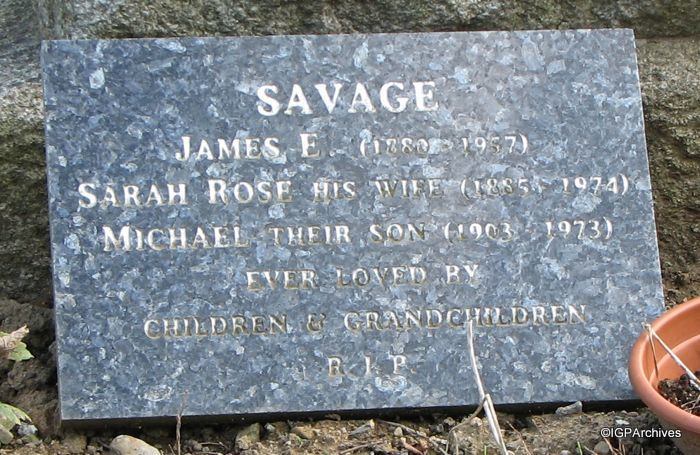 SAVAGE
JAMES E. (1880 - 1957)
SARAH ROSE HIS WIFE (1885 - 1974)
MICHAEL THEIR SON (1903 - 1973)
EVER LOVED BY
CHILDREN & GRANDCHILDREN
R.I.P.
©IGPArchives